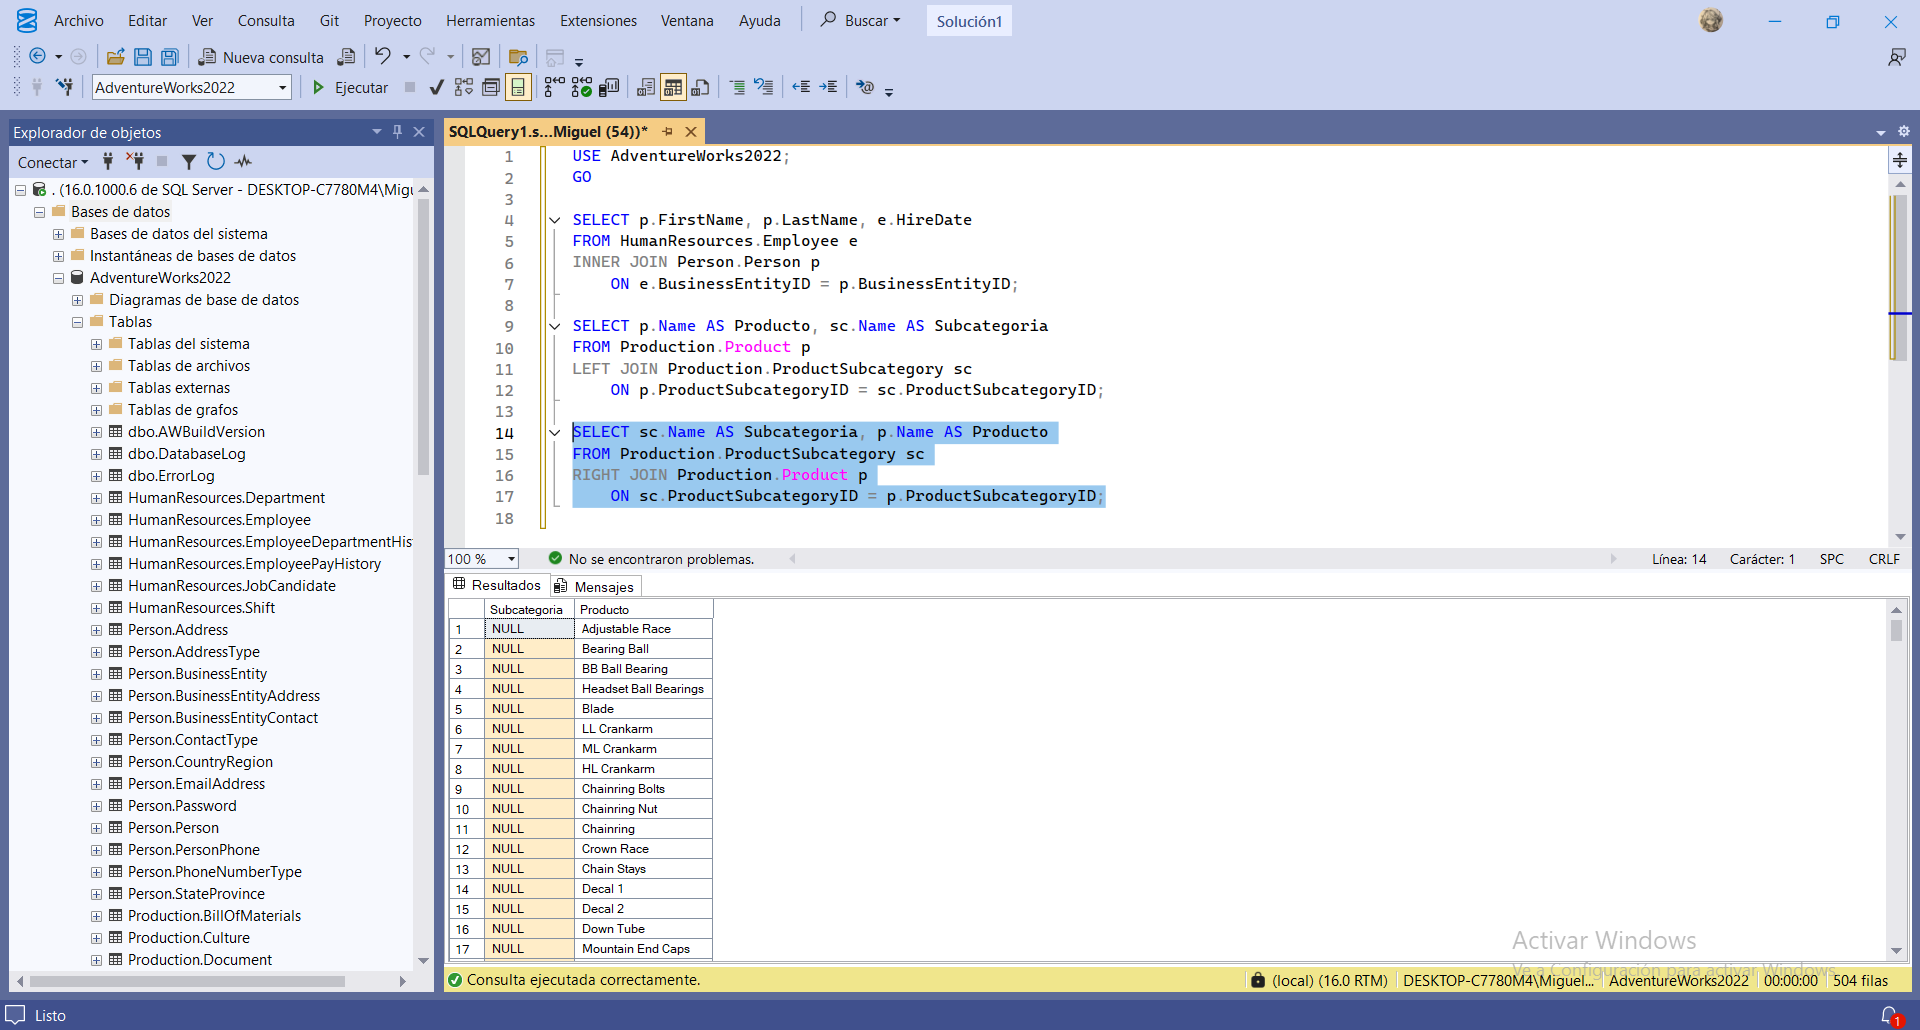 Archivo Editar Ver Consulta Git Proyecto Herramientas Extensiones Ventana Ayuda Buscar Solución1
Nueva consulta
AdventureWorks2022 Ejecutar
Explorador de objetos
Conectar
. (16.0.1000.6 de SQL Server - DESKTOP-C7780M4\Migu
Bases de datos
Bases de datos del sistema
Instantáneas de bases de datos
AdventureWorks2022
Diagramas de base de datos
Tablas
Tablas del sistema
Tablas de archivos
Tablas externas
Tablas de grafos
dbo.AWBuildVersion
dbo.DatabaseLog
dbo.ErrorLog
HumanResources.Department
HumanResources.Employee
HumanResources.EmployeeDepartmentHis
HumanResources.EmployeePayHistory
HumanResources.JobCandidate
HumanResources.Shift
Person.Address
Person.AddressType
Person.BusinessEntity
Person.BusinessEntityAddress
Person.BusinessEntityContact
Person.ContactType
Person.CountryRegion
Person.EmailAddress
Person.Password
Person.Person
Person.PersonPhone
Person.PhoneNumberType
Person.StateProvince
Production.BillOfMaterials
Production.Culture
Production.Document
SQLQuery1.s...Miguel (54))*
1 USE AdventureWorks2022;
2 GO
3
4 SELECT p.FirstName, p.LastName, e.HireDate
5 FROM HumanResources.Employee e
6 INNER JOIN Person.Person p
7 ON e.BusinessEntityID = p.BusinessEntityID;
8
9 SELECT p.Name AS Producto, sc.Name AS Subcategoria
10 FROM Production.Product p
11 LEFT JOIN Production.ProductSubcategory sc
12 ON p.ProductSubcategoryID = sc.ProductSubcategoryID;
13
14 SELECT sc.Name AS Subcategoria, p.Name AS Producto
15 FROM Production.ProductSubcategory sc
16 RIGHT JOIN Production.Product p
17 ON sc.ProductSubcategoryID = p.ProductSubcategoryID;
18
100 % No se encontraron problemas. Línea: 14 Carácter: 1 SPC CRLF
Resultados Mensajes
Subcategoria Producto
1 NULL Adjustable Race
2 NULL Bearing Ball
3 NULL BB Ball Bearing
4 NULL Headset Ball Bearings
5 NULL Blade
6 NULL LL Crankarm
7 NULL ML Crankarm
8 NULL HL Crankarm
9 NULL Chainring Bolts
10 NULL Chainring Nut
11 NULL Chainring
12 NULL Crown Race
13 NULL Chain Stays
14 NULL Decal 1
15 NULL Decal 2
16 NULL Down Tube
17 NULL Mountain End Caps
Activar Windows
Ve a Configuración para activar Windows.
Consulta ejecutada correctamente. (local) (16.0 RTM) DESKTOP-C7780M4\Miguel... AdventureWorks2022 00:00:00 504 filas
Listo 1